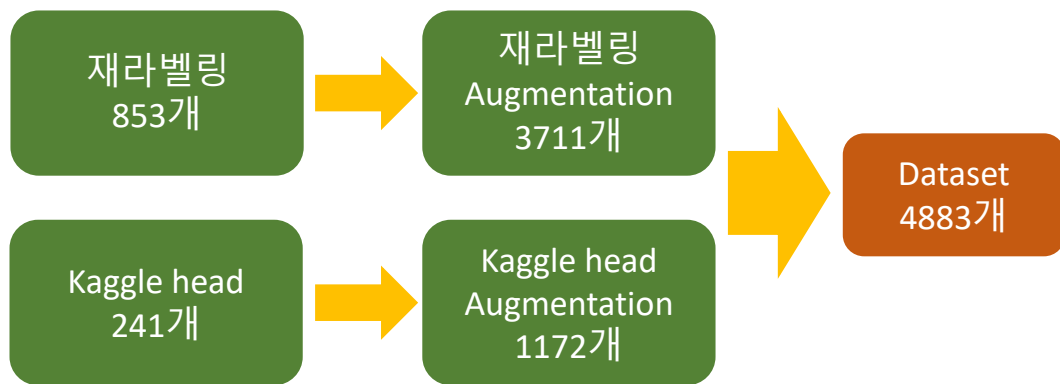 재라벨링
853개
재라벨링
Augmentation
3711개
Kaggle head
241개
Kaggle head
Augmentation
1172개
Dataset
4883개